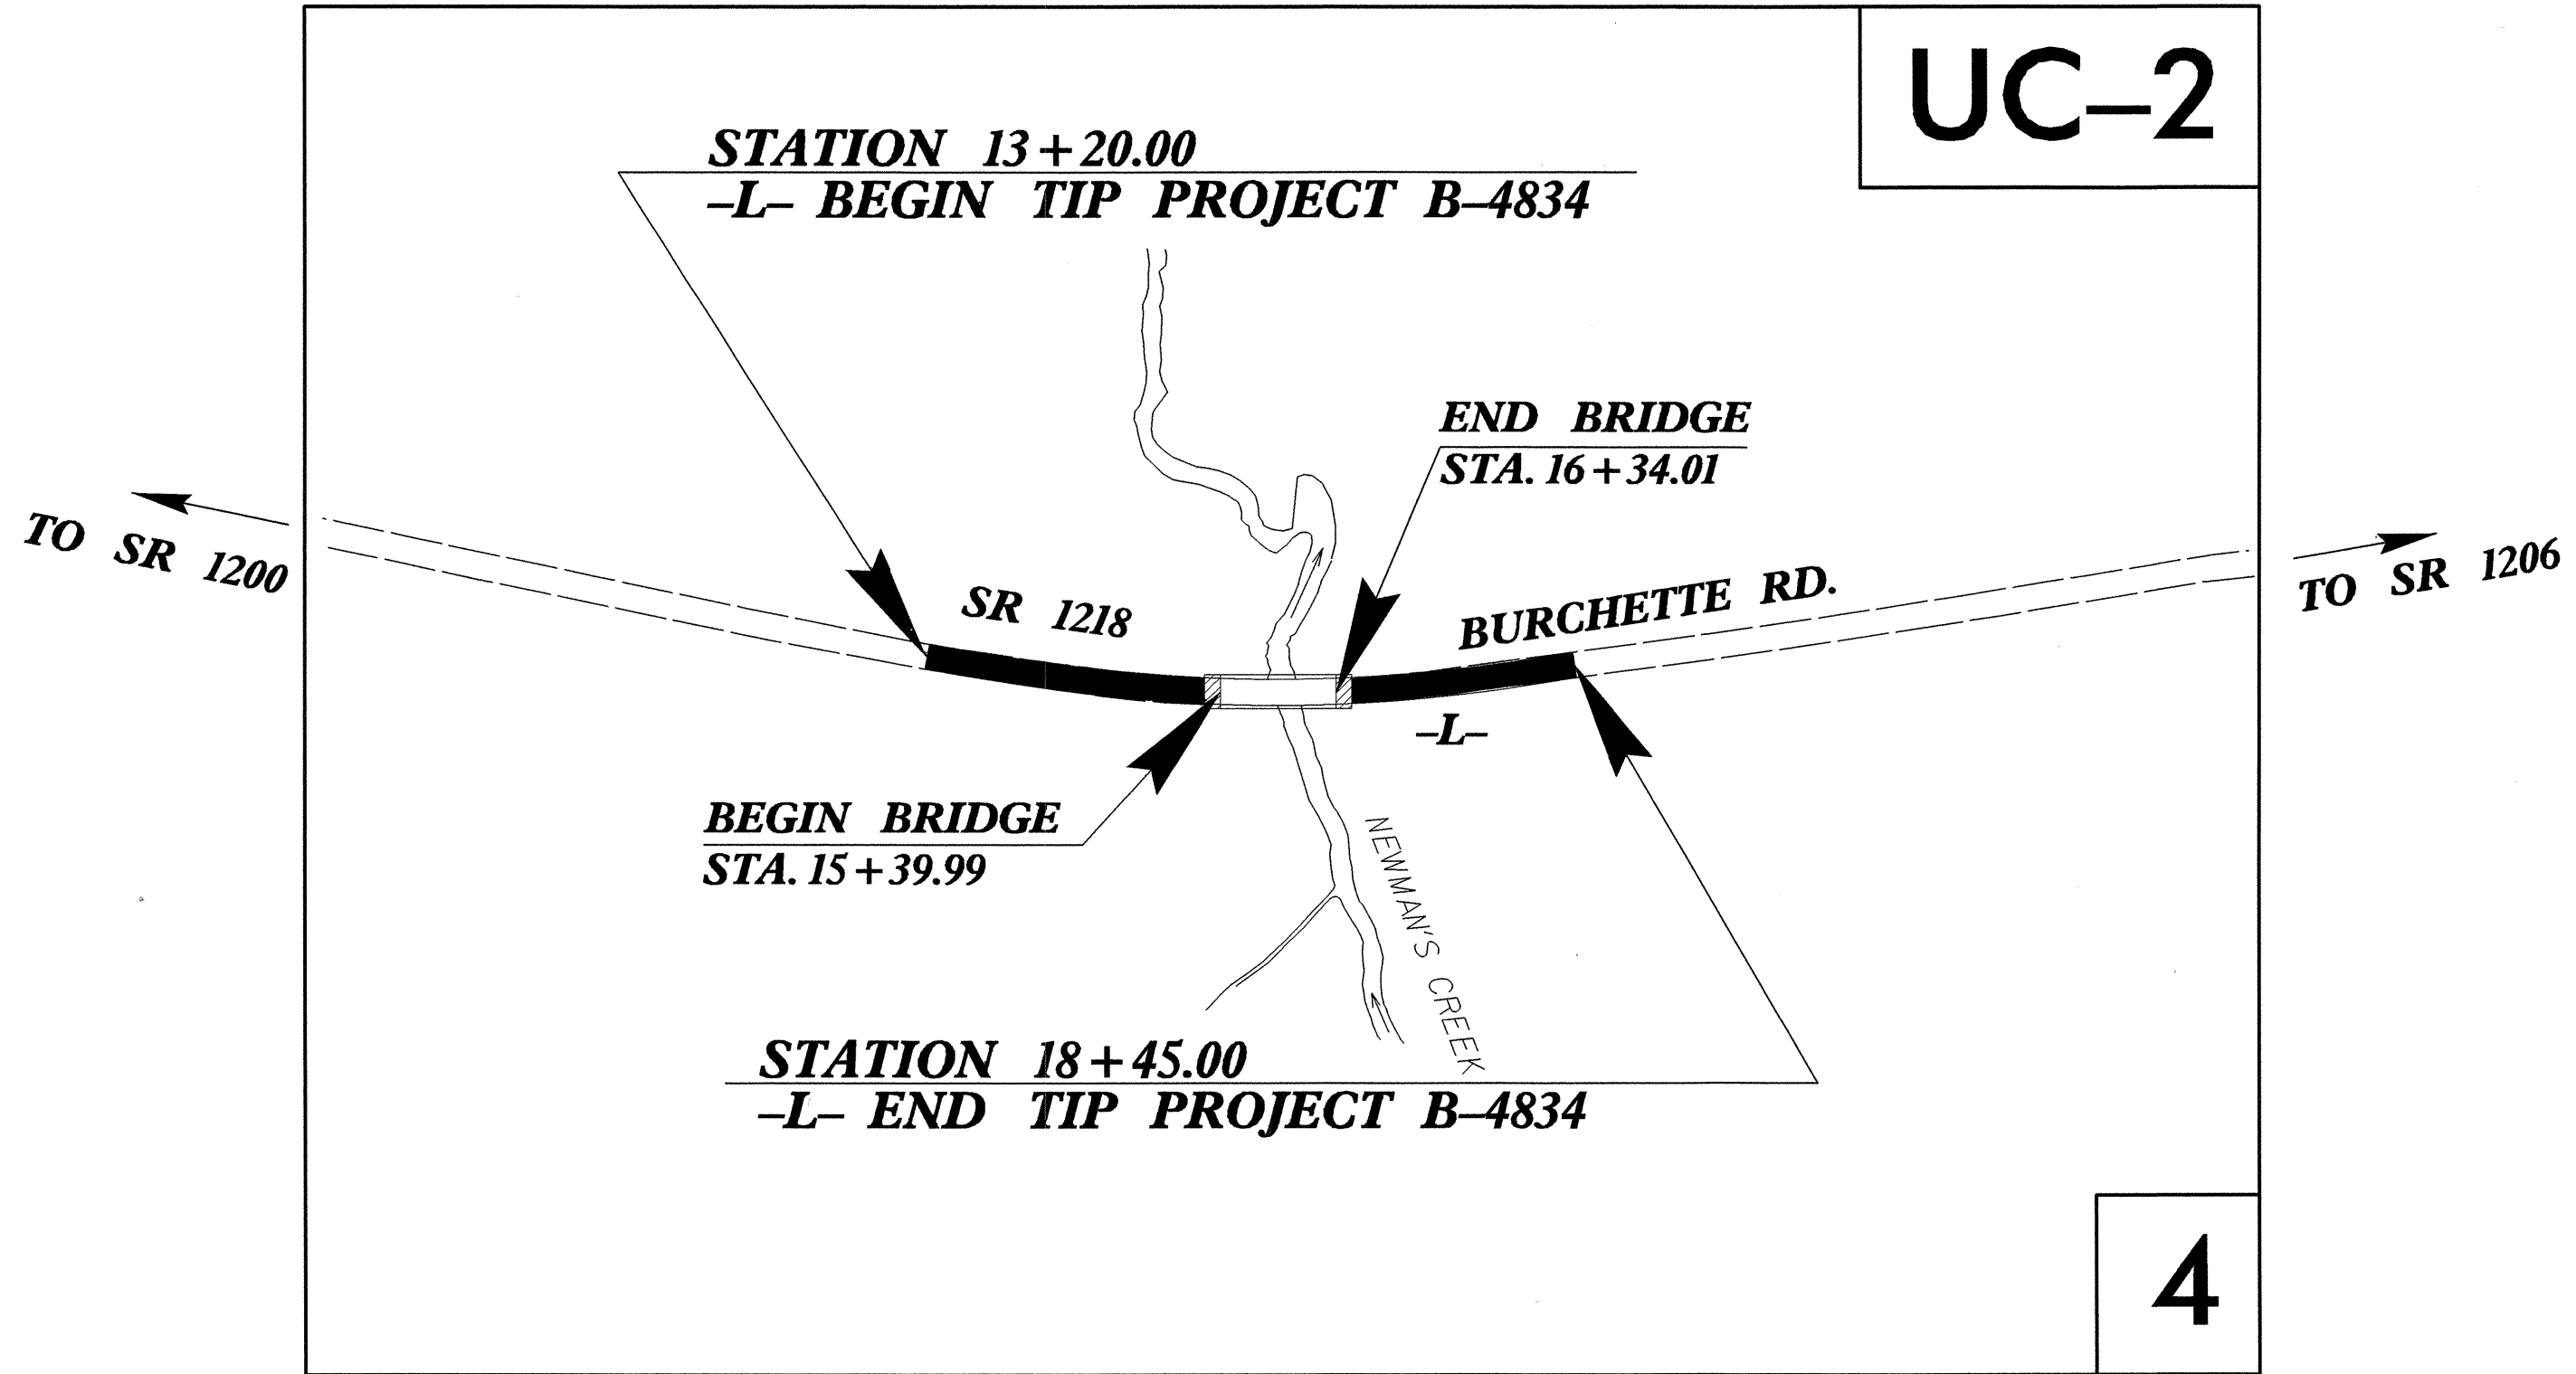 UC–2
STATION 13+20.00
–L– BEGIN TIP PROJECT B–4834
END BRIDGE
STA. 16+34.01
TO SR 1200
SR 1218
BURCHETTE RD.
TO SR 1206
–L–
BEGIN BRIDGE
STA. 15+39.99
NEWMAN'S CREEK
STATION 18+45.00
–L– END TIP PROJECT B–4834
4